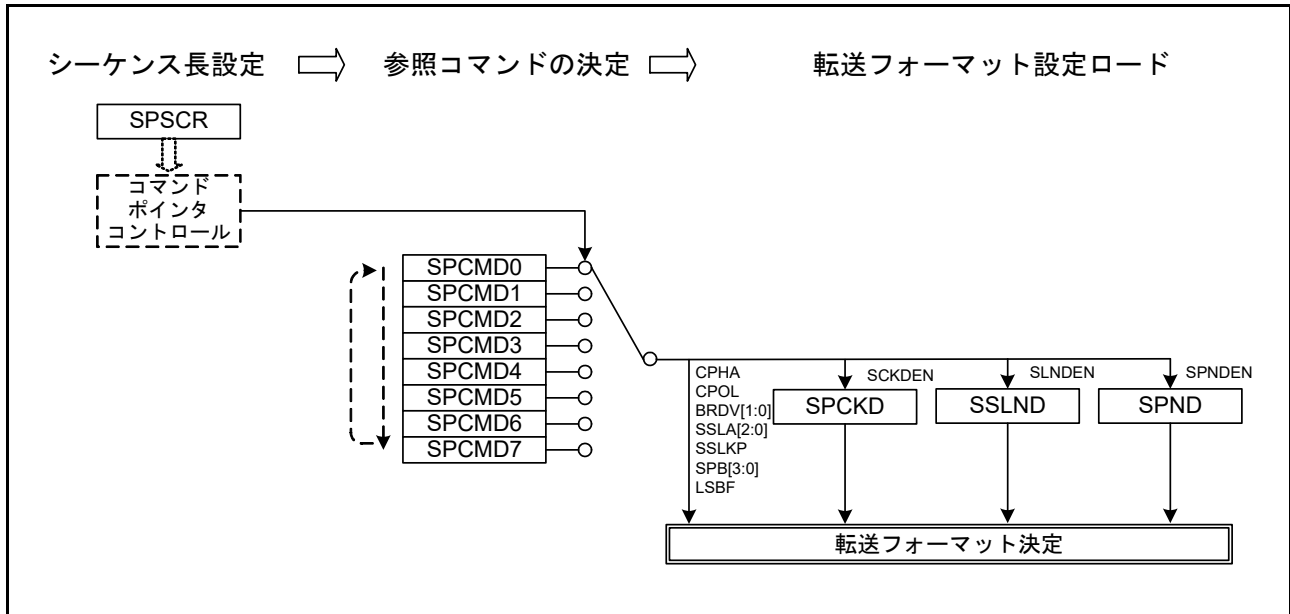 シーケンス長設定
参照コマンドの決定
転送フォーマット設定ロード
SPSCR
コマンド
ポインタ
コントロール
SPCMD0
SPCMD1
SPCMD2
SPCMD3
SPCMD4
SPCMD5
SPCMD6
SPCMD7
CPHA
CPOL
BRDV[1:0]
SSLA[2:0]
SSLKP
SPB[3:0]
LSBF
SCKDEN
SPCKD
SLNDEN
SSLND
SPNDEN
SPND
転送フォーマット決定